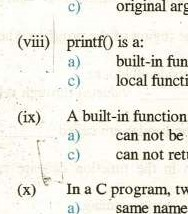 c) original arg
(viii) printf() is a:
a) built-in fun
c) local functi
(ix) A built-in function
a) can not be
c) can not ret
(x) In a C program, tw
a) same name